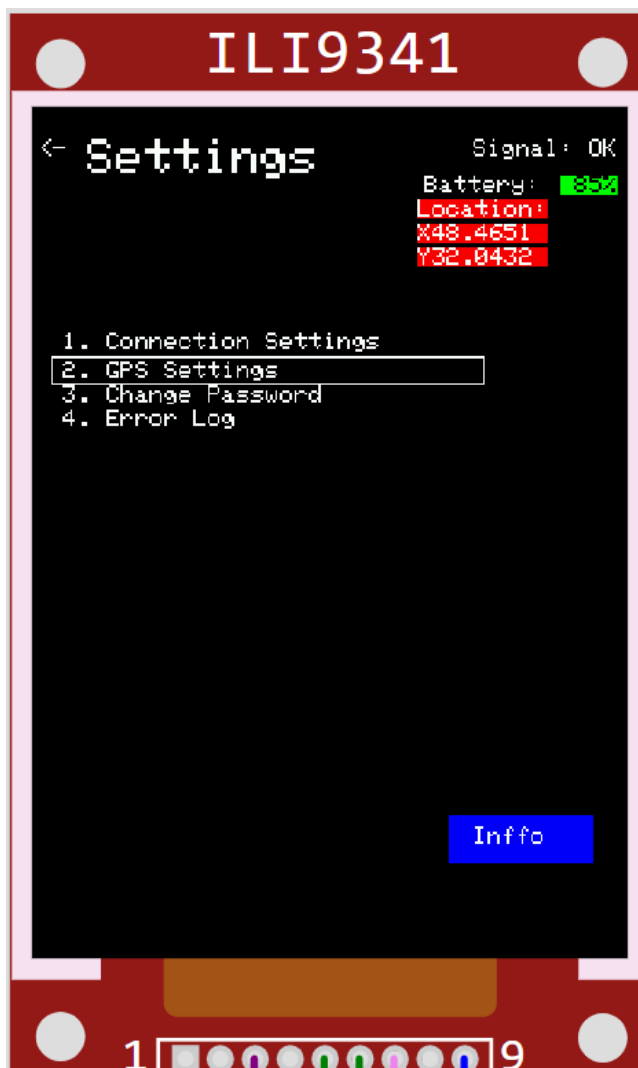 ILI9341
<- Settings
Signal: OK
Battery: 85%
Location:
X48.4651
Y32.0432
1. Connection Settings
2. GPS Settings
3. Change Password
4. Error Log
Inffo
1 9